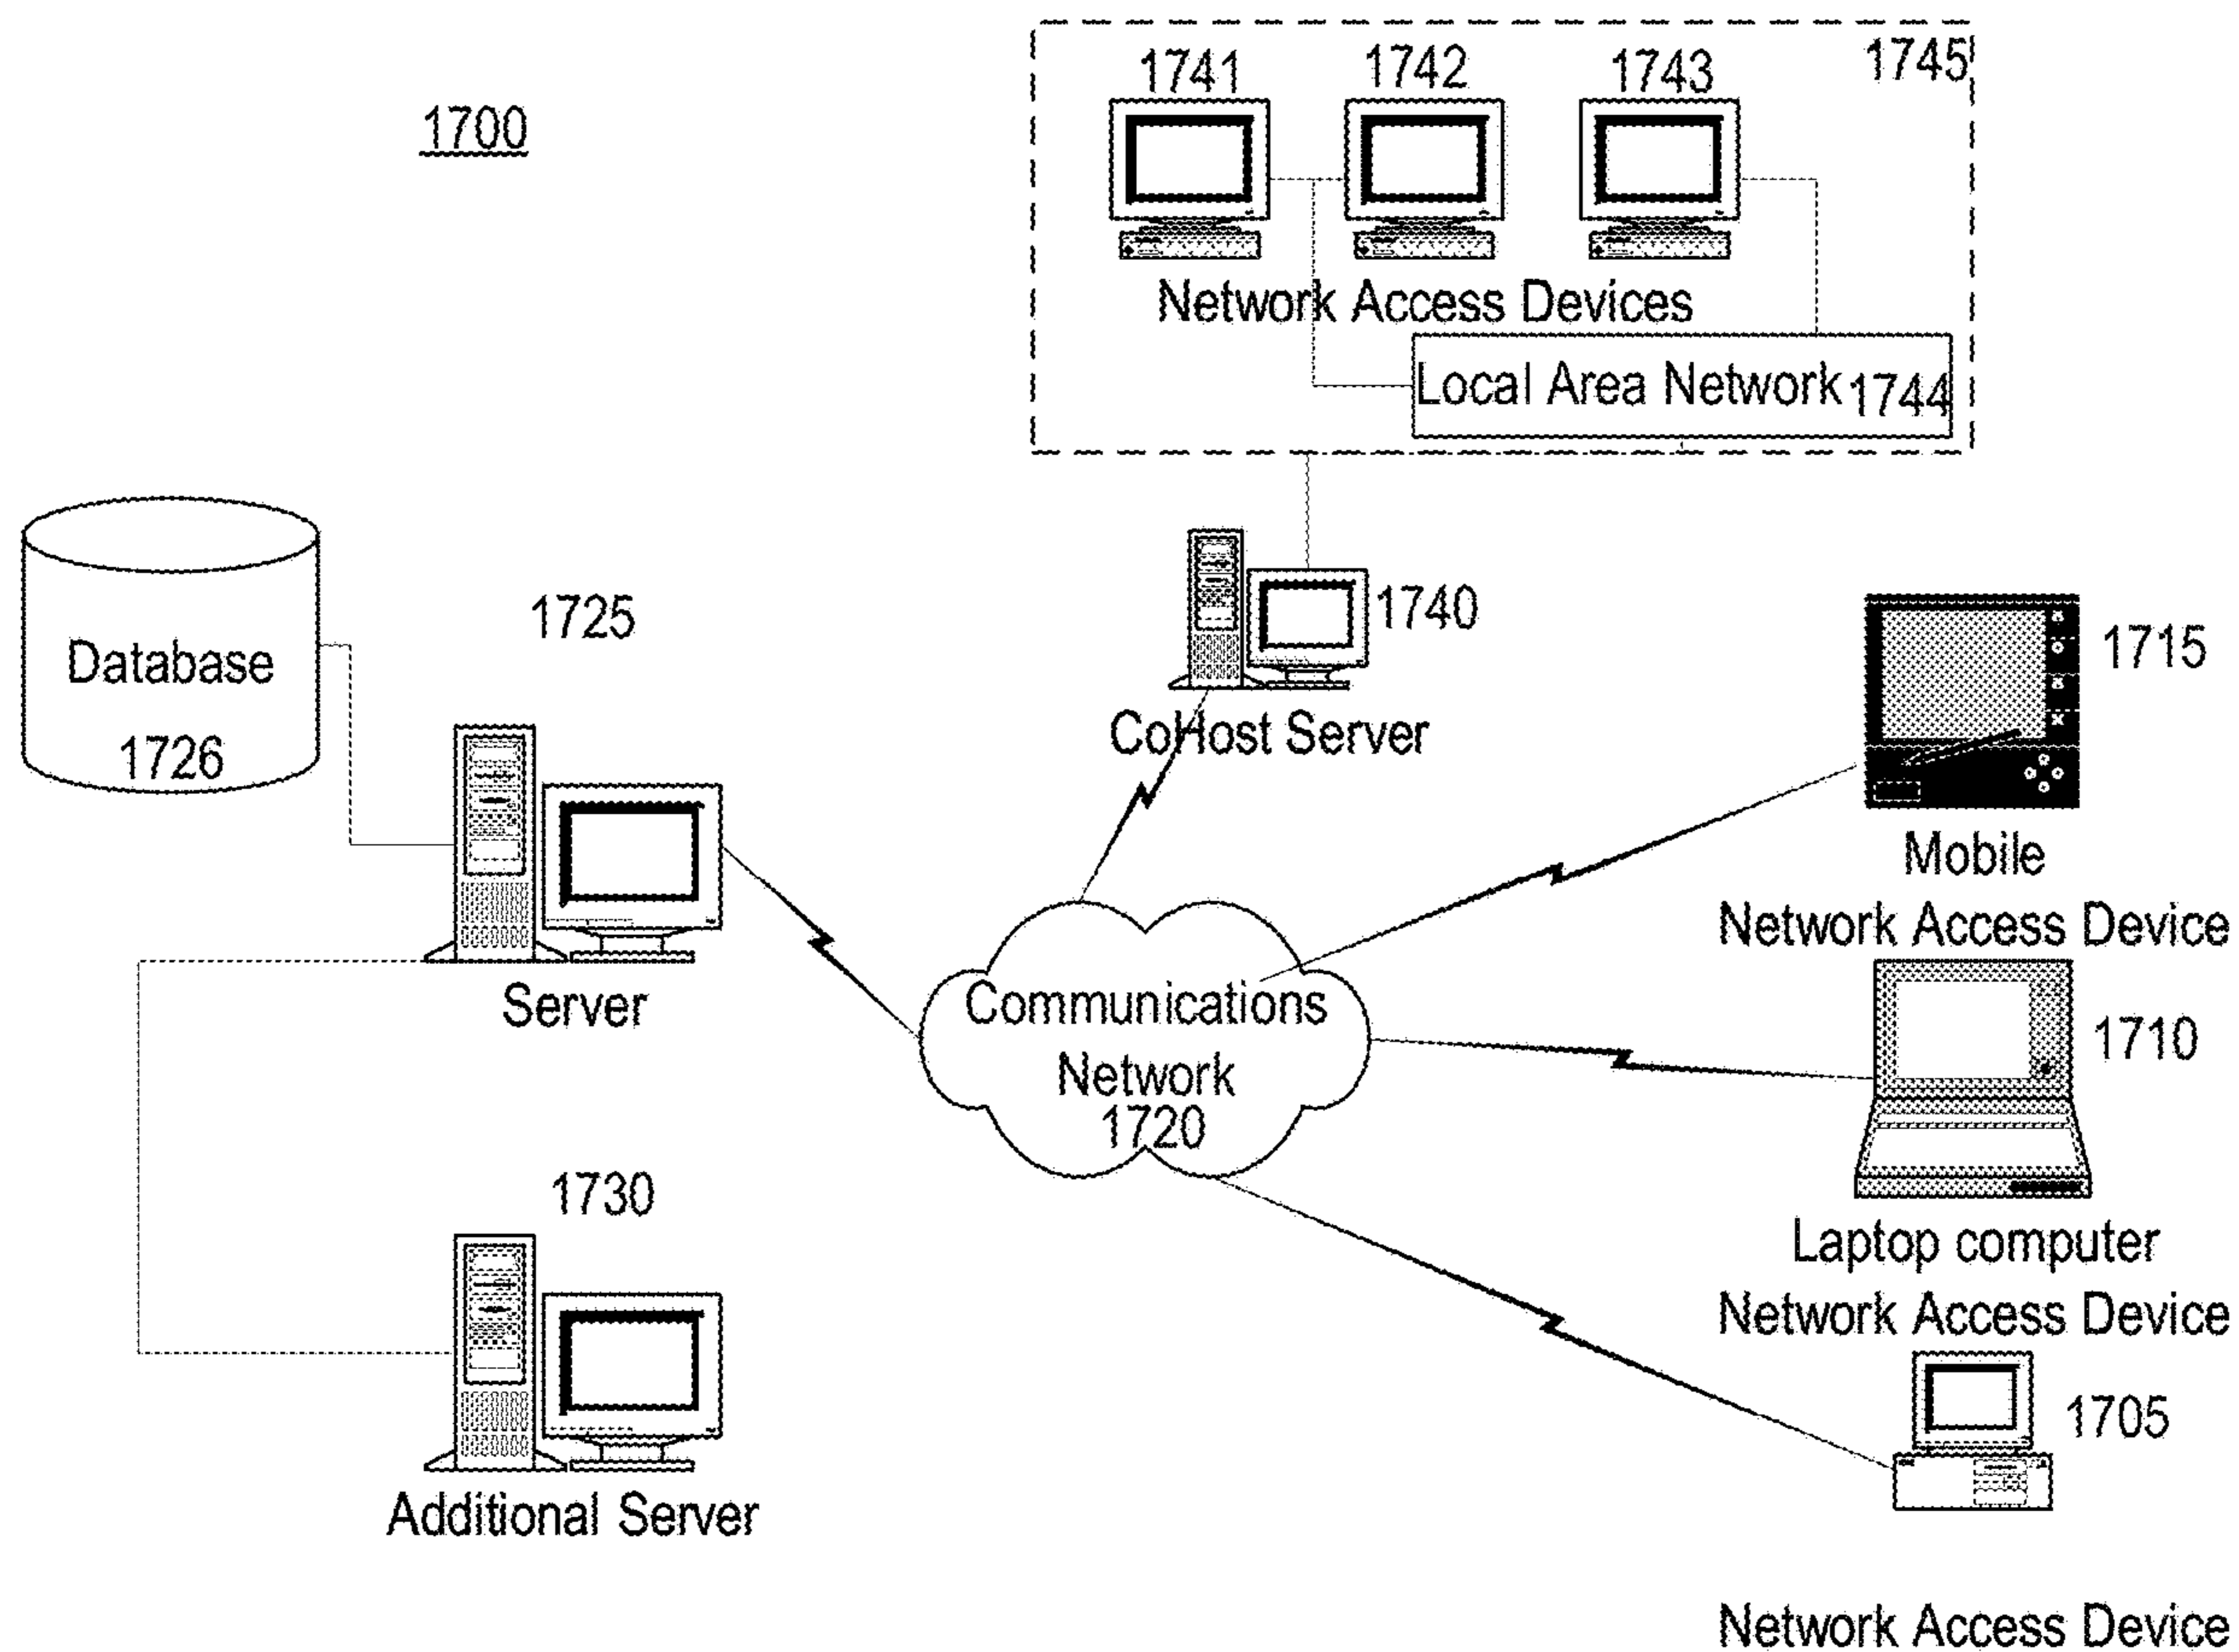 1700
1741
1742
1743
1745
Network Access Devices
Local Area Network 1744
Database
1726
1725
Server
1740
CoHost Server
1715
Mobile
Network Access Device
Communications
Network
1720
1710
Laptop computer
Network Access Device
1730
Additional Server
1705
Network Access Device